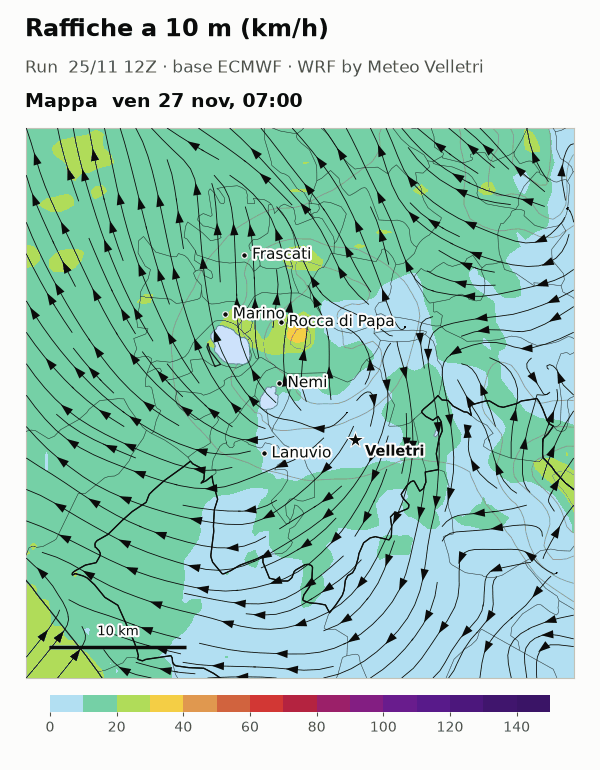 Raffiche a 10 m (km/h)
Run 25/11 12Z · base ECMWF · WRF by Meteo Velletri
Mappa ven 27 nov, 07:00
Frascati
Marino
Rocca di Papa
Nemi
Velletri
Lanuvio
10 km
0 20 40 60 80 100 120 140